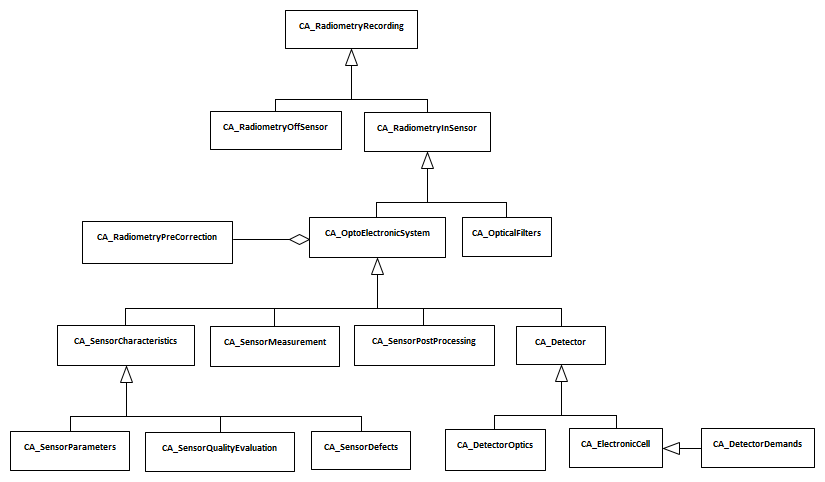 CA_RadiometryRecording
CA_RadiometryOffSensor
CA_RadiometryInSensor
CA_RadiometryPreCorrection
CA_OptoElectronicSystem
CA_OpticalFilters
CA_SensorCharacteristics
CA_SensorMeasurement
CA_SensorPostProcessing
CA_Detector
CA_SensorParameters
CA_SensorQualityEvaluation
CA_SensorDefects
CA_DetectorOptics
CA_ElectronicCell
CA_DetectorDemands